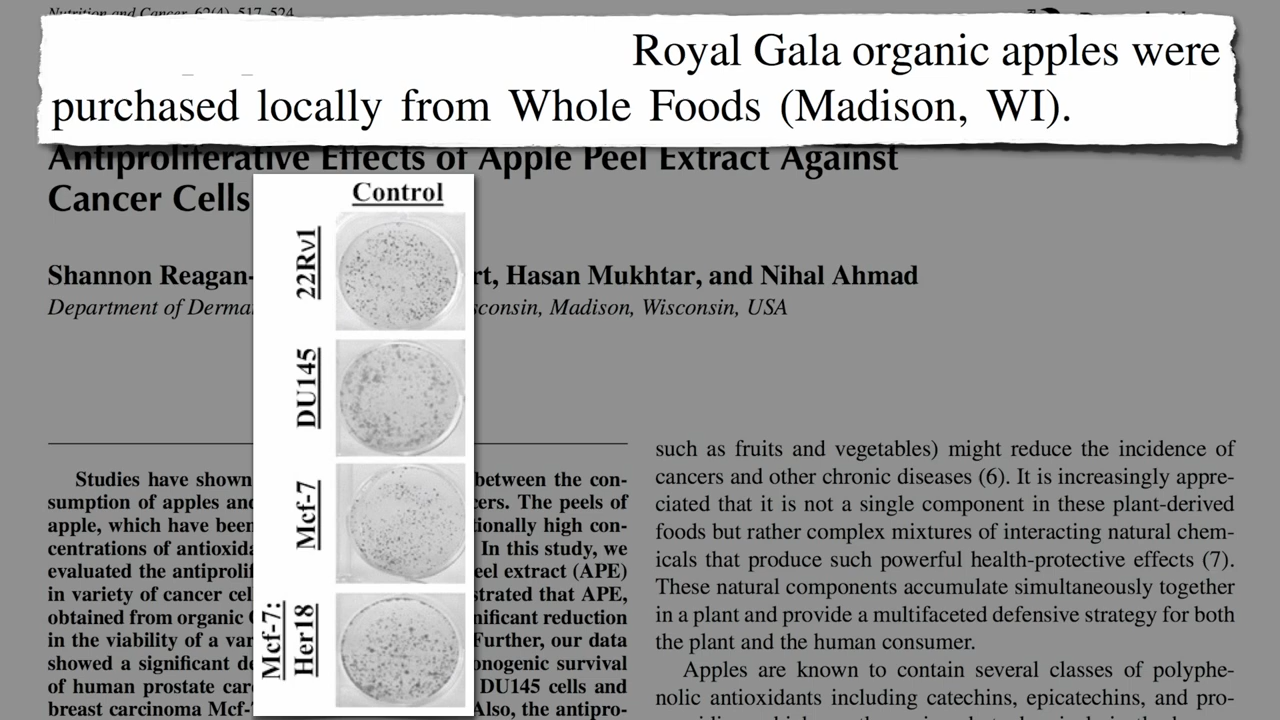 Nutrition and Cancer, 62(4), 517–524
Royal Gala organic apples were
purchased locally from Whole Foods (Madison, WI).
Antiproliferative Effects of Apple Peel Extract Against
Cancer Cells
Shannon Reagan- rt, Hasan Mukhtar, and Nihal Ahmad
Department of Derma sconsin, Madison, Wisconsin, USA
Control
22Rν1
DU145
Mcf-7
Mcf-7:
Her18
Studies have shown between the con-
sumption of apples and cers. The peels of
apple, which have been tionally high con-
centrations of antioxida In this study, we
evaluated the antiprolif eel extract (APE)
in variety of cancer cel strated that APE,
obtained from organic nificant reduction
in the viability of a var Further, our data
showed a significant de onogenic survival
of human prostate car DU145 cells and
breast carcinoma Mcf-7 Also, the antipro-
such as fruits and vegetables) might reduce the incidence of
cancers and other chronic diseases (6). It is increasingly appre-
ciated that it is not a single component in these plant-derived
foods but rather complex mixtures of interacting natural chem-
icals that produce such powerful health-protective effects (7).
These natural components accumulate simultaneously together
in a plant and provide a multifaceted defensive strategy for both
the plant and the human consumer.
Apples are known to contain several classes of polyphe-
nolic antioxidants including catechins, epicatechins, and pro-